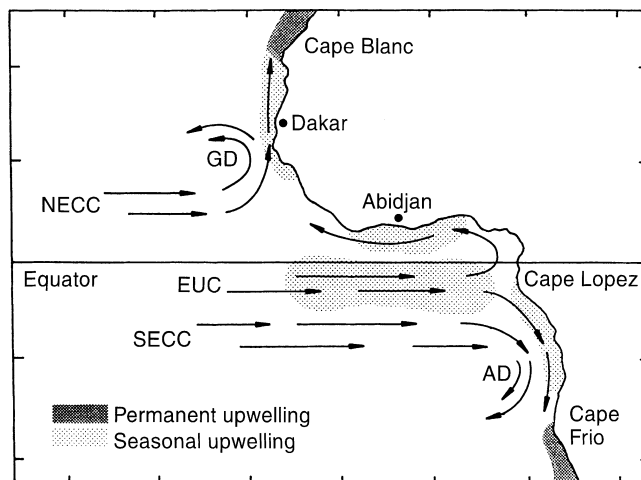 Cape Blanc
Dakar
GD
NECC
Abidjan
Equator
EUC
Cape Lopez
SECC
AD
Permanent upwelling
Seasonal upwelling
Cape
Frio